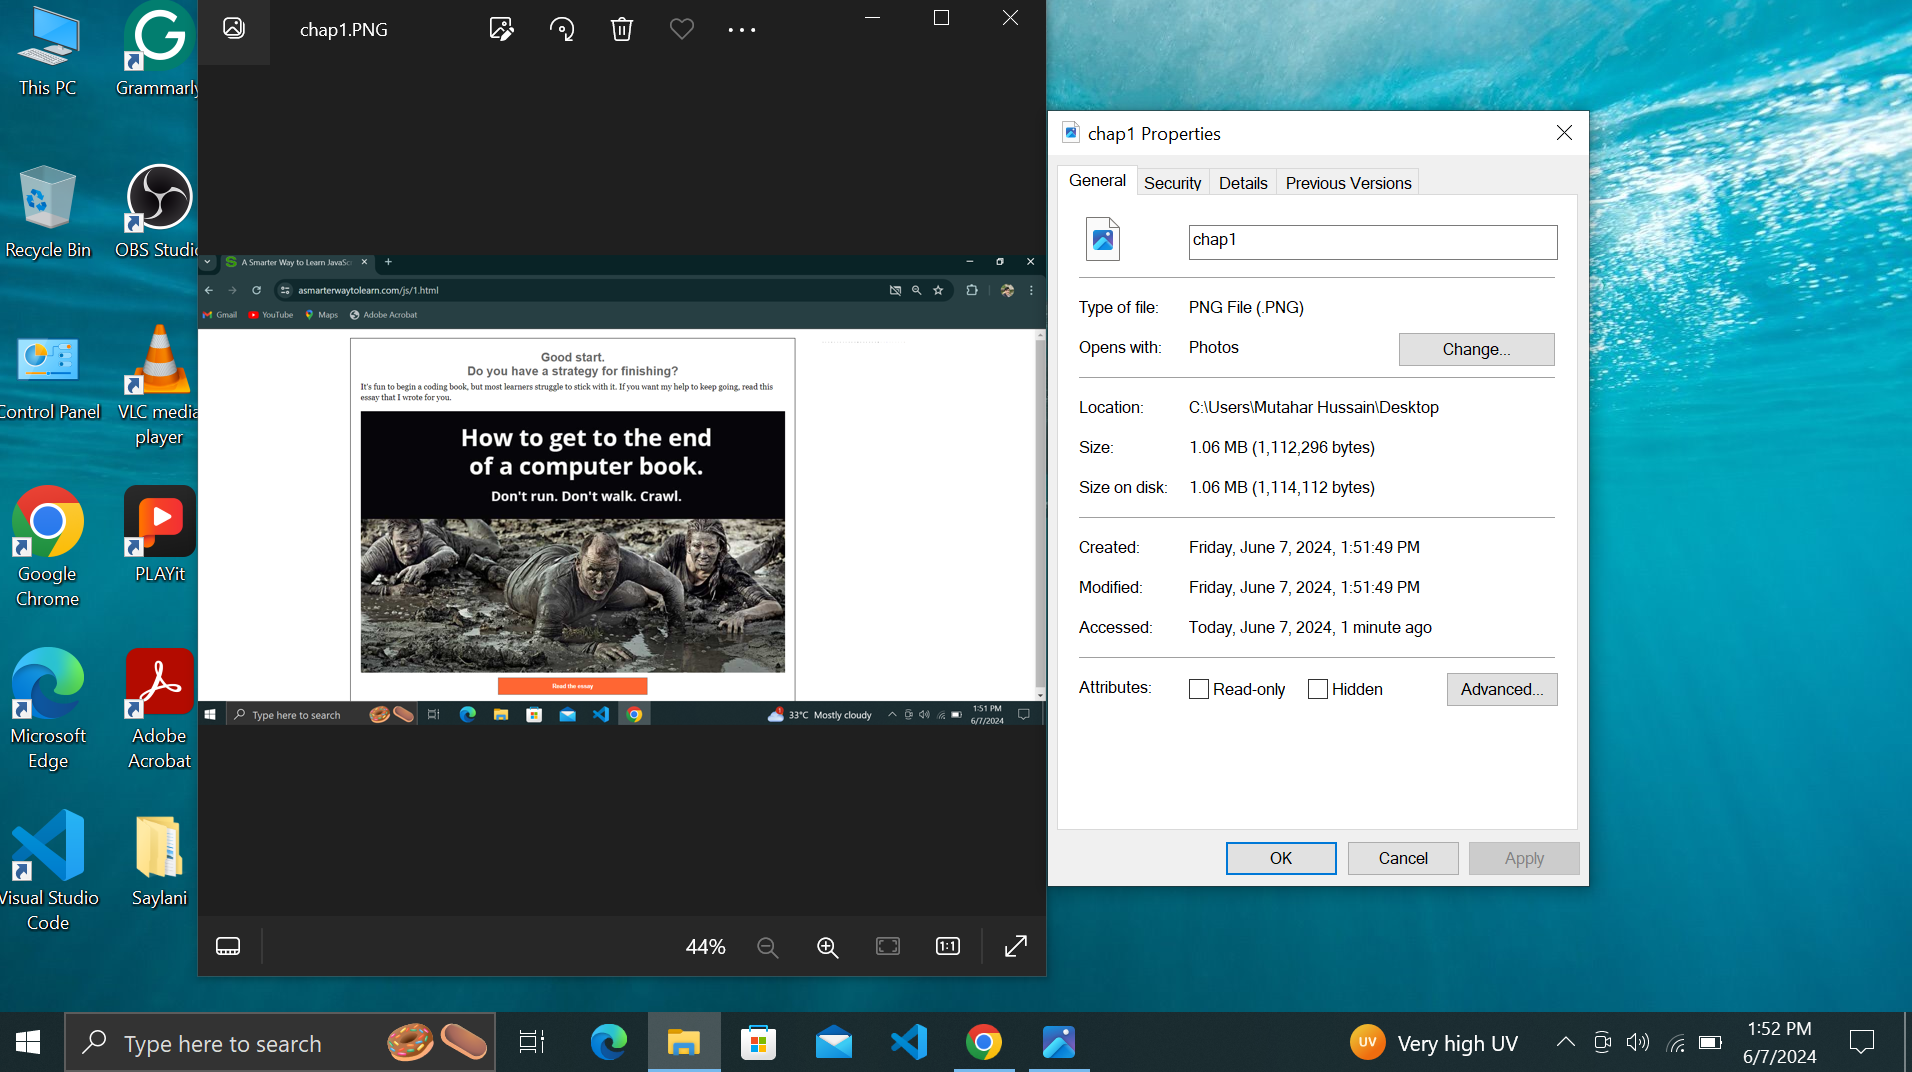 This PC
Grammarly
Recycle Bin
OBS Studio
Control Panel
VLC media
player
Google
Chrome
PLAYit
Microsoft
Edge
Adobe
Acrobat
Visual Studio
Code
Saylani
chap1.PNG
A Smarter Way to Learn JavaSc
asmarterwaytolearn.com/js/1.html
Gmail
YouTube
Maps
Adobe Acrobat
Good start.
Do you have a strategy for finishing?
It's fun to begin a coding book, but most learners struggle to stick with it. If you want my help to keep going, read this
essay that I wrote for you.
How to get to the end
of a computer book.
Don't run. Don't walk. Crawl.
Read the essay
Type here to search
33°C Mostly cloudy
1:51 PM
6/7/2024
44%
1:1
chap1 Properties
General
Security
Details
Previous Versions
chap1
Type of file: PNG File (.PNG)
Opens with: Photos
Change...
Location: C:\Users\Mutahar Hussain\Desktop
Size: 1.06 MB (1,112,296 bytes)
Size on disk: 1.06 MB (1,114,112 bytes)
Created: Friday, June 7, 2024, 1:51:49 PM
Modified: Friday, June 7, 2024, 1:51:49 PM
Accessed: Today, June 7, 2024, 1 minute ago
Attributes: Read-only Hidden
Advanced...
OK
Cancel
Apply
Type here to search
UV
Very high UV
1:52 PM
6/7/2024